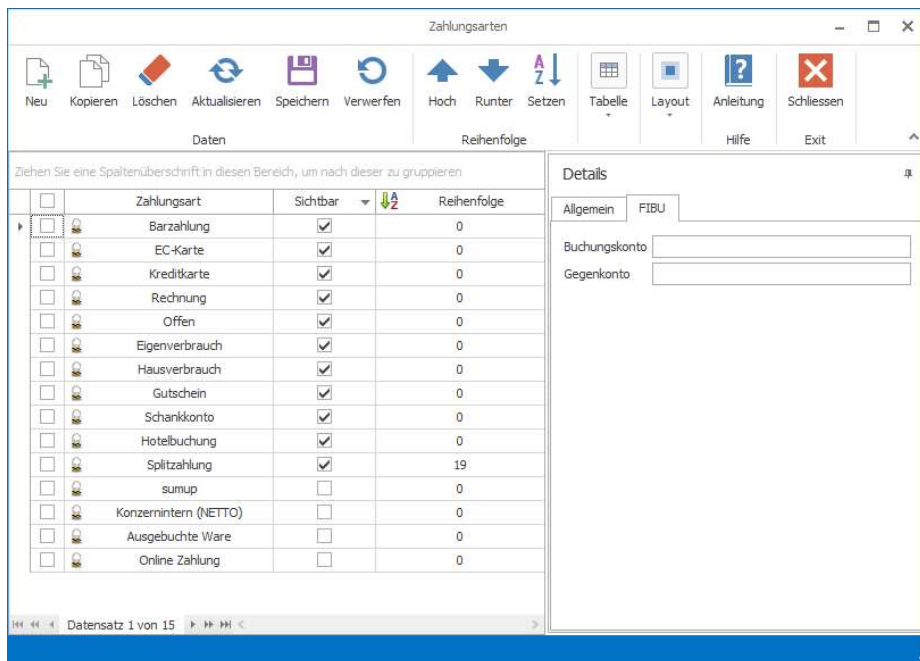 Zahlungsarten
Neu Kopieren Löschen Aktualisieren Speichern Verwerfen Hoch Runter Setzen Tabelle Layout Anleitung Schliessen
Daten Reihenfolge Hilfe Exit
Ziehen Sie eine Spaltenüberschrift in diesen Bereich, um nach dieser zu gruppieren
Zahlungsart Sichtbar Reihenfolge
Barzahlung 0
EC-Karte 0
Kreditkarte 0
Rechnung 0
Offen 0
Eigenverbrauch 0
Hausverbrauch 0
Gutschein 0
Schankkonto 0
Hotelbuchung 0
Splitzahlung 19
sumup 0
Konzernintern (NETTO) 0
Ausgebuchte Ware 0
Online Zahlung 0
Datensatz 1 von 15
Details
Allgemein FIBU
Buchungskonto
Gegenkonto